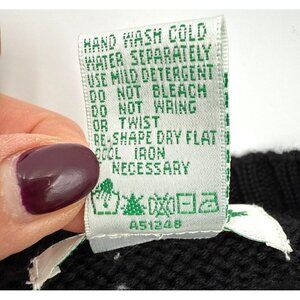 HAND WASH COLD
WATER SEPARATELY
USE MILD DETERGENT
DO NOT BLEACH
DO NOT WRING
OR TWIST
RE-SHAPE DRY FLAT
COOL IRON
NECESSARY
A51248